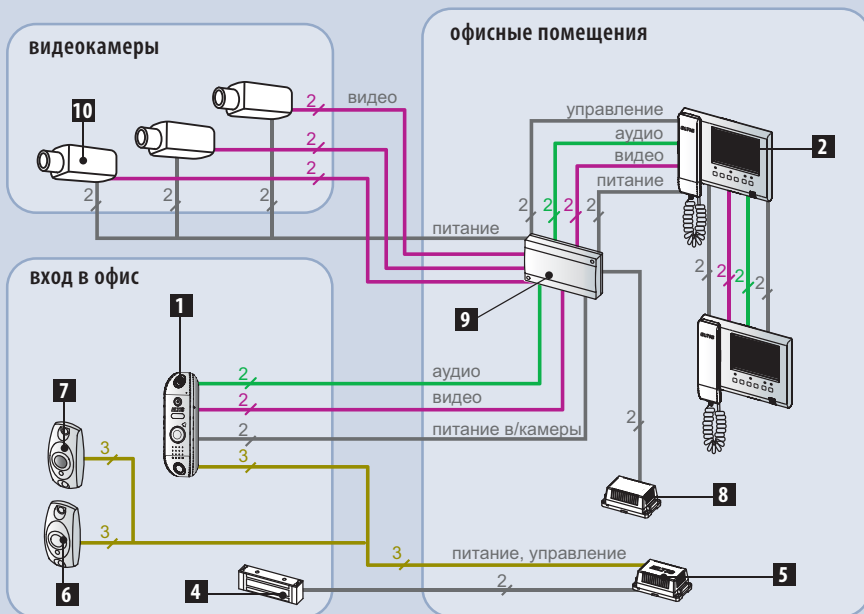 видеокамеры
офисные помещения
10
2 видео
2
2
2 2 2
питание
управление
аудио
видео
питание
2
2 2 2 2
2 2 2 2
9
вход в офис
1
7
3
2 аудио
2 видео
2 питание в/камеры
3
2
8
3
6
3 питание, управление
5
4
2